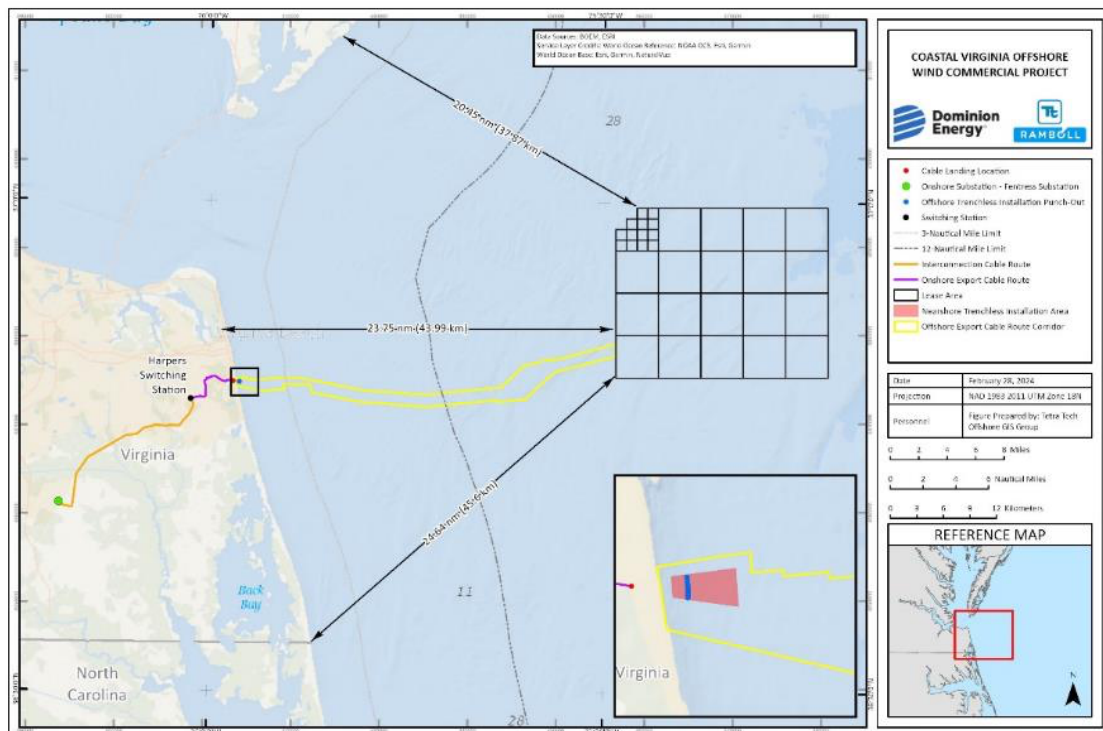 Data Sources: BOEM, ESRI
Service Layer Credits: World Ocean Reference: NOAA OCS, Esri, Garmin
World Ocean Base: Esri, Garmin, NaturalVue
28
20.45 nm (37.87 km)
23.75 nm (43.99 km)
24.64 nm (45.6 km)
Harpers
Switching
Station
Virginia
Back
Bay
11
North
Carolina
28
Virginia
COASTAL VIRGINIA OFFSHORE
WIND COMMERCIAL PROJECT
Dominion
Energy
Tt
RAMBOLL
Cable Landing Location
Onshore Substation - Fentress Substation
Offshore Trenchless Installation Punch-Out
Switching Station
3-Nautical Mile Limit
12-Nautical Mile Limit
Interconnection Cable Route
Onshore Export Cable Route
Lease Area
Nearshore Trenchless Installation Area
Offshore Export Cable Route Corridor
Date February 28, 2024
Projection NAD 1983 2011 UTM Zone 18N
Personnel Figure Prepared by: Tetra Tech
Offshore GIS Group
0 2 4 6 8 Miles
0 2 4 6 Nautical Miles
0 3 6 9 12 Kilometers
REFERENCE MAP
N